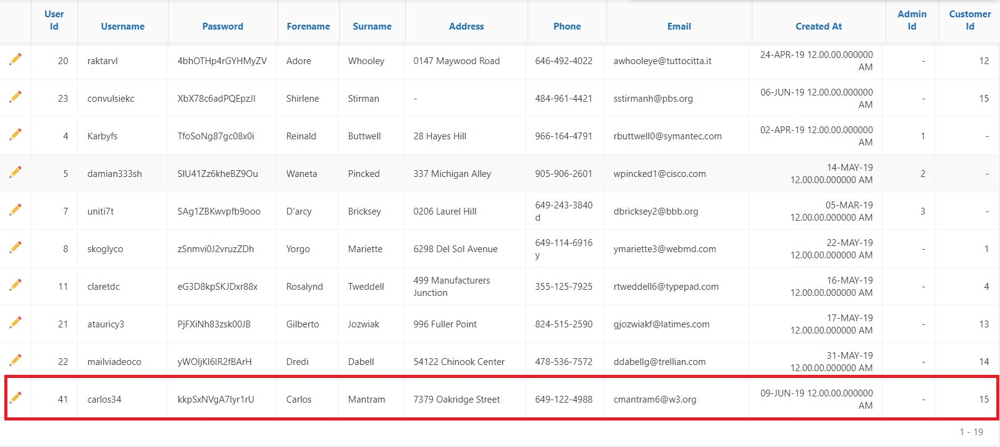 User Id Username Password Forename Surname Address Phone Email Created At Admin Id Customer Id
20 raktarvl 4bhOTHp4rGYHMyZV Adore Whooley 0147 Maywood Road 646-492-4022 awhooleye@tuttocitta.it 24-APR-19 12.00.00.000000 AM - 12
23 convulsiekc XbX78c6adPQEpzJI Shirlene Stirman - 484-961-4421 sstirmanh@pbs.org 06-JUN-19 12.00.00.000000 AM - 15
4 Karbyfs TfoSoNg87gc08x0i Reinald Buttwell 28 Hayes Hill 966-164-4791 rbuttwell0@symantec.com 02-APR-19 12.00.00.000000 AM 1 -
5 damian333sh SIU41Zz6kheBZ9Ou Waneta Pincked 337 Michigan Alley 905-906-2601 wpincked1@cisco.com 14-MAY-19 12.00.00.000000 AM 2 -
7 uniti7t SAg1ZBKwvpfb9ooo D'arcy Bricksey 0206 Laurel Hill 649-243-3840 d dbricksey2@bbb.org 05-MAR-19 12.00.00.000000 AM 3 -
8 skoglyco zSnmvi0J2vruzZDh Yorgo Mariette 6298 Del Sol Avenue 649-114-6916 y ymariette3@webmd.com 22-MAY-19 12.00.00.000000 AM - 1
11 claretdc eG3D8kpSKJDxr88x Rosalynd Tweddell 499 Manufacturers Junction 355-125-7925 rtweddell6@typepad.com 16-MAY-19 12.00.00.000000 AM - 4
21 atauricy3 PjFXiNh83zsk00JB Gilberto Jozwiak 996 Fuller Point 824-515-2590 gjozwiakf@latimes.com 17-MAY-19 12.00.00.000000 AM - 13
22 mailviadeoco yWOIjKI6IR2fBArH Dredi Dabell 54122 Chinook Center 478-536-7572 ddabellg@trellian.com 31-MAY-19 12.00.00.000000 AM - 14
41 carlos34 kkpSxNVgA7Iyr1rU Carlos Mantram 7379 Oakridge Street 649-122-4988 cmantram6@w3.org 09-JUN-19 12.00.00.000000 AM - 15
1 - 19